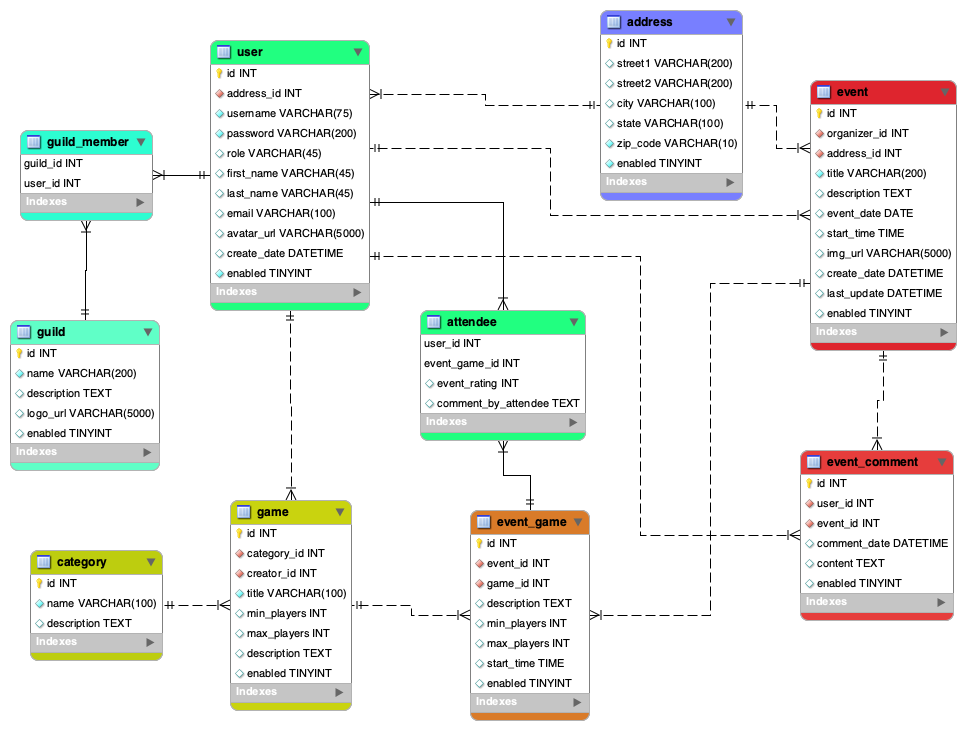 address
id INT
street1 VARCHAR(200)
street2 VARCHAR(200)
city VARCHAR(100)
state VARCHAR(100)
zip_code VARCHAR(10)
enabled TINYINT
Indexes
user
id INT
address_id INT
username VARCHAR(75)
password VARCHAR(200)
role VARCHAR(45)
first_name VARCHAR(45)
last_name VARCHAR(45)
email VARCHAR(100)
avatar_url VARCHAR(5000)
create_date DATETIME
enabled TINYINT
Indexes
event
id INT
organizer_id INT
address_id INT
title VARCHAR(200)
description TEXT
event_date DATE
start_time TIME
img_url VARCHAR(5000)
create_date DATETIME
last_update DATETIME
enabled TINYINT
Indexes
guild_member
guild_id INT
user_id INT
Indexes
guild
id INT
name VARCHAR(200)
description TEXT
logo_url VARCHAR(5000)
enabled TINYINT
Indexes
attendee
user_id INT
event_game_id INT
event_rating INT
comment_by_attendee TEXT
Indexes
event_comment
id INT
user_id INT
event_id INT
comment_date DATETIME
content TEXT
enabled TINYINT
Indexes
game
id INT
category_id INT
creator_id INT
title VARCHAR(100)
min_players INT
max_players INT
description TEXT
enabled TINYINT
Indexes
event_game
id INT
event_id INT
game_id INT
description TEXT
min_players INT
max_players INT
start_time TIME
enabled TINYINT
Indexes
category
id INT
name VARCHAR(100)
description TEXT
Indexes